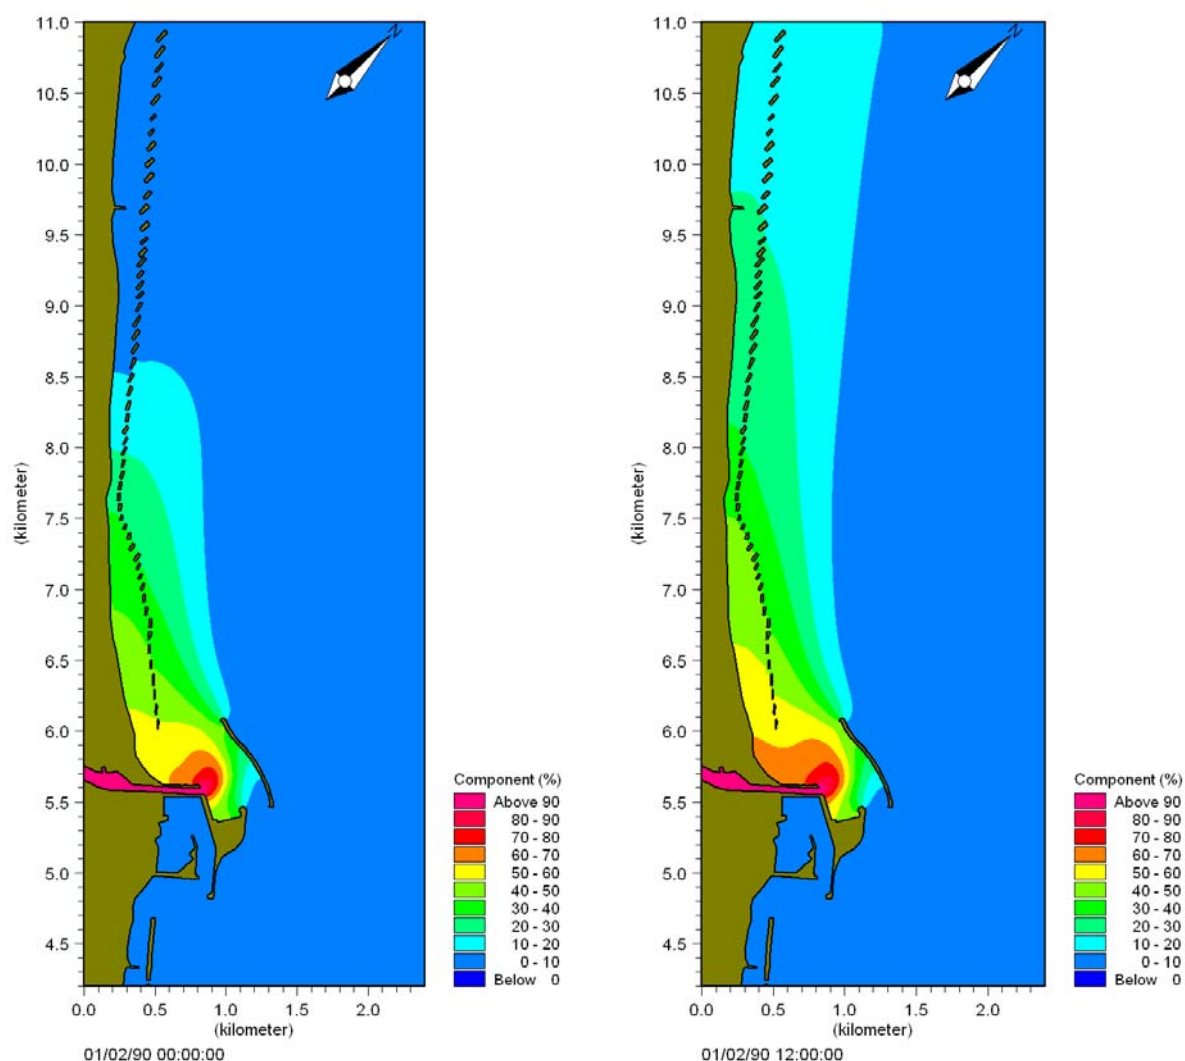 11.0
10.5
10.0
9.5
9.0
8.5
8.0
7.5
7.0
6.5
6.0
5.5
5.0
4.5
(kilometer)
N
0.0 0.5 1.0 1.5 2.0
(kilometer)
01/02/90 00:00:00
Component (%)
Above 90
80 - 90
70 - 80
60 - 70
50 - 60
40 - 50
30 - 40
20 - 30
10 - 20
0 - 10
Below 0
11.0
10.5
10.0
9.5
9.0
8.5
8.0
7.5
7.0
6.5
6.0
5.5
5.0
4.5
(kilometer)
N
0.0 0.5 1.0 1.5 2.0
(kilometer)
01/02/90 12:00:00
Component (%)
Above 90
80 - 90
70 - 80
60 - 70
50 - 60
40 - 50
30 - 40
20 - 30
10 - 20
0 - 10
Below 0